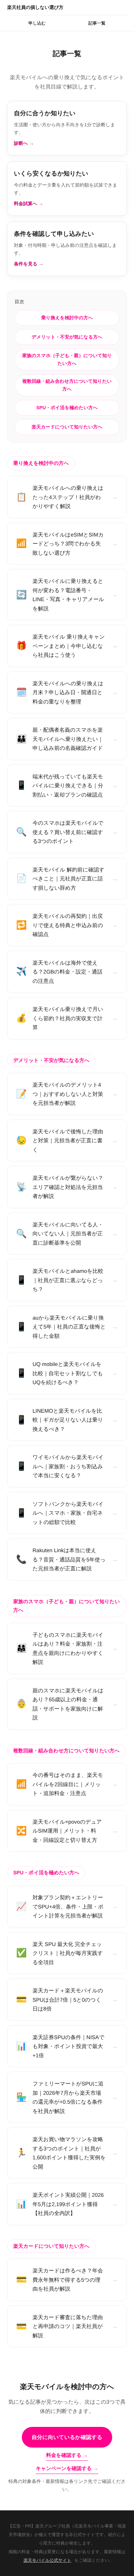 楽天社員の損しない選び方
申し込む 記事一覧
記事一覧
楽天モバイルへの乗り換えで気になるポイント
を社員目線で解説します。
自分に合うか知りたい
生活圏・使い方から向き不向きを1分で診断しま
す。
診断へ →
いくら安くなるか知りたい
今の料金とデータ量を入れて節約額を試算できま
す。
料金試算へ →
条件を確認して申し込みたい
対象・付与時期・申し込み前の注意点を確認しま
す。
条件を見る →
目次
乗り換えを検討中の方へ
デメリット・不安が気になる方へ
家族のスマホ（子ども・親）について知り
たい方へ
複数回線・組み合わせ方について知りたい
方へ
SPU・ポイ活を極めたい方へ
楽天カードについて知りたい方へ
乗り換えを検討中の方へ
楽天モバイルへの乗り換えは
たった4ステップ！社員がわ
かりやすく解説
楽天モバイルはeSIMとSIMカ
ードどっち？3問でわかる失
敗しない選び方
楽天モバイルに乗り換えると
何が変わる？電話番号・
LINE・写真・キャリアメール
を解説
楽天モバイル 乗り換えキャン
ペーンまとめ｜今申し込むな
ら社員はこう使う
楽天モバイルへの乗り換えは
月末？申し込み日・開通日と
料金の重なりを整理
親・配偶者名義のスマホを楽
天モバイルへ乗り換えたい｜
申し込み前の名義確認ガイド
端末代が残っていても楽天モ
バイルに乗り換えできる｜分
割払い・返却プランの確認点
今のスマホは楽天モバイルで
使える？買い替え前に確認す
る3つのポイント
楽天モバイル 解約前に確認す
べきこと｜元社員が正直に話
す損しない辞め方
楽天モバイルの再契約｜出戻
りで使える特典と申込み前の
確認点
楽天モバイルは海外で使え
る？2GBの料金・設定・通話
の注意点
楽天モバイル乗り換えで月いく
ら節約？社員の実収支で計
算
デメリット・不安が気になる方へ
楽天モバイルのデメリット4
つ｜おすすめしない人と対策
を元担当者が解説
楽天モバイルで後悔した理由
と対策｜元担当者が正直に書
く
楽天モバイルが繋がらない？
エリア確認と対処法を元担当
者が解説
楽天モバイルに向いてる人・
向いてない人｜元担当者が正
直に診断基準を公開
楽天モバイルとahamoを比較
｜社員が正直に選ぶならどっ
ち？
auから楽天モバイルに乗り換
えて5年｜社員の正直な後悔と
得した金額
UQ mobileと楽天モバイルを
比較｜自宅セット割なしでも
UQを続けるべき？
LINEMOと楽天モバイルを比
較｜ギガが足りない人は乗り
換えるべき？
ワイモバイルから楽天モバイ
ルへ｜家族割・おうち割込み
で本当に安くなる？
ソフトバンクから楽天モバイ
ルへ｜スマホ・家族・自宅ネ
ットの総額で比較
Rakuten Linkは本当に使え
る？音質・通話品質を5年使っ
た元担当者が正直に解説
家族のスマホ（子ども・親）について知りたい
方へ
子どものスマホに楽天モバイ
ルはあり？料金・家族割・注
意点を親向けにわかりやすく
解説
親のスマホに楽天モバイルは
あり？65歳以上の料金・通
話・サポートを家族向けに解
説
複数回線・組み合わせ方について知りたい方へ
今の番号はそのまま、楽天モ
バイルを2回線目に｜メリッ
ト・追加料金・注意点
楽天モバイル+povoのデュア
ルSIM運用｜メリット・料
金・回線設定と切り替え方
SPU・ポイ活を極めたい方へ
対象プラン契約＋エントリー
でSPU+4倍。条件・上限・ポ
イント計算を元担当者が解説
楽天 SPU 最大化 完全チェッ
クリスト｜社員が毎月実践す
る全項目
楽天カード＋楽天モバイルの
SPUは合計7倍｜5と0のつく
日は8倍
楽天証券SPUの条件｜NISAで
も対象・ポイント投資で最大
+1倍
ファミリーマートがSPUに追
加｜2026年7月から楽天市場
の還元率が+0.5倍になる条件
を社員が解説
楽天お買い物マラソンを攻略
する3つのポイント｜社員が
1,600ポイント獲得した実例を
公開
楽天ポイント実績公開｜2026
年5月は2,199ポイント獲得
【社員の全内訳】
楽天カードについて知りたい方へ
楽天カードは作るべき？年会
費永年無料で得する5つの理
由を社員が解説
楽天カード審査に落ちた理由
と再申請のコツ｜楽天社員が
解説
楽天モバイルを検討中の方へ
気になる記事が見つかったら、次はこの3つで具
体的に判断できます。
自分に向いているか確認する
料金を確認する →
キャンペーンを確認する →
特典の対象条件・最新情報は各リンク先でご確認くださ
い。
楽天モバイル公式サイト